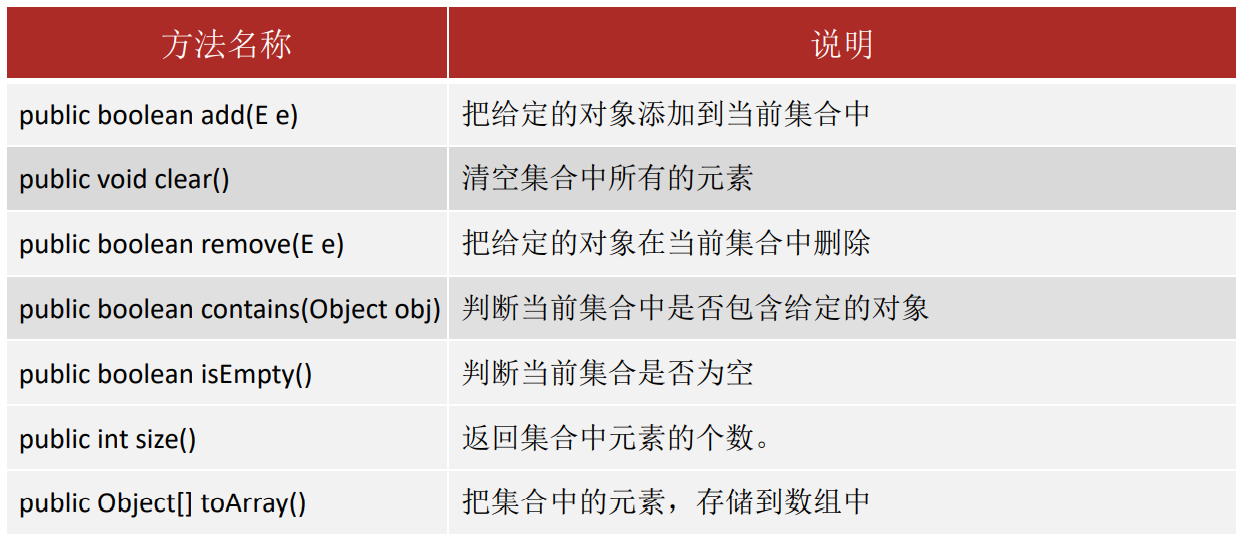 方法名称 说明
public boolean add(E e) 把给定的对象添加到当前集合中
public void clear() 清空集合中所有的元素
public boolean remove(E e) 把给定的对象在当前集合中删除
public boolean contains(Object obj) 判断当前集合中是否包含给定的对象
public boolean isEmpty() 判断当前集合是否为空
public int size() 返回集合中元素的个数。
public Object[] toArray() 把集合中的元素，存储到数组中